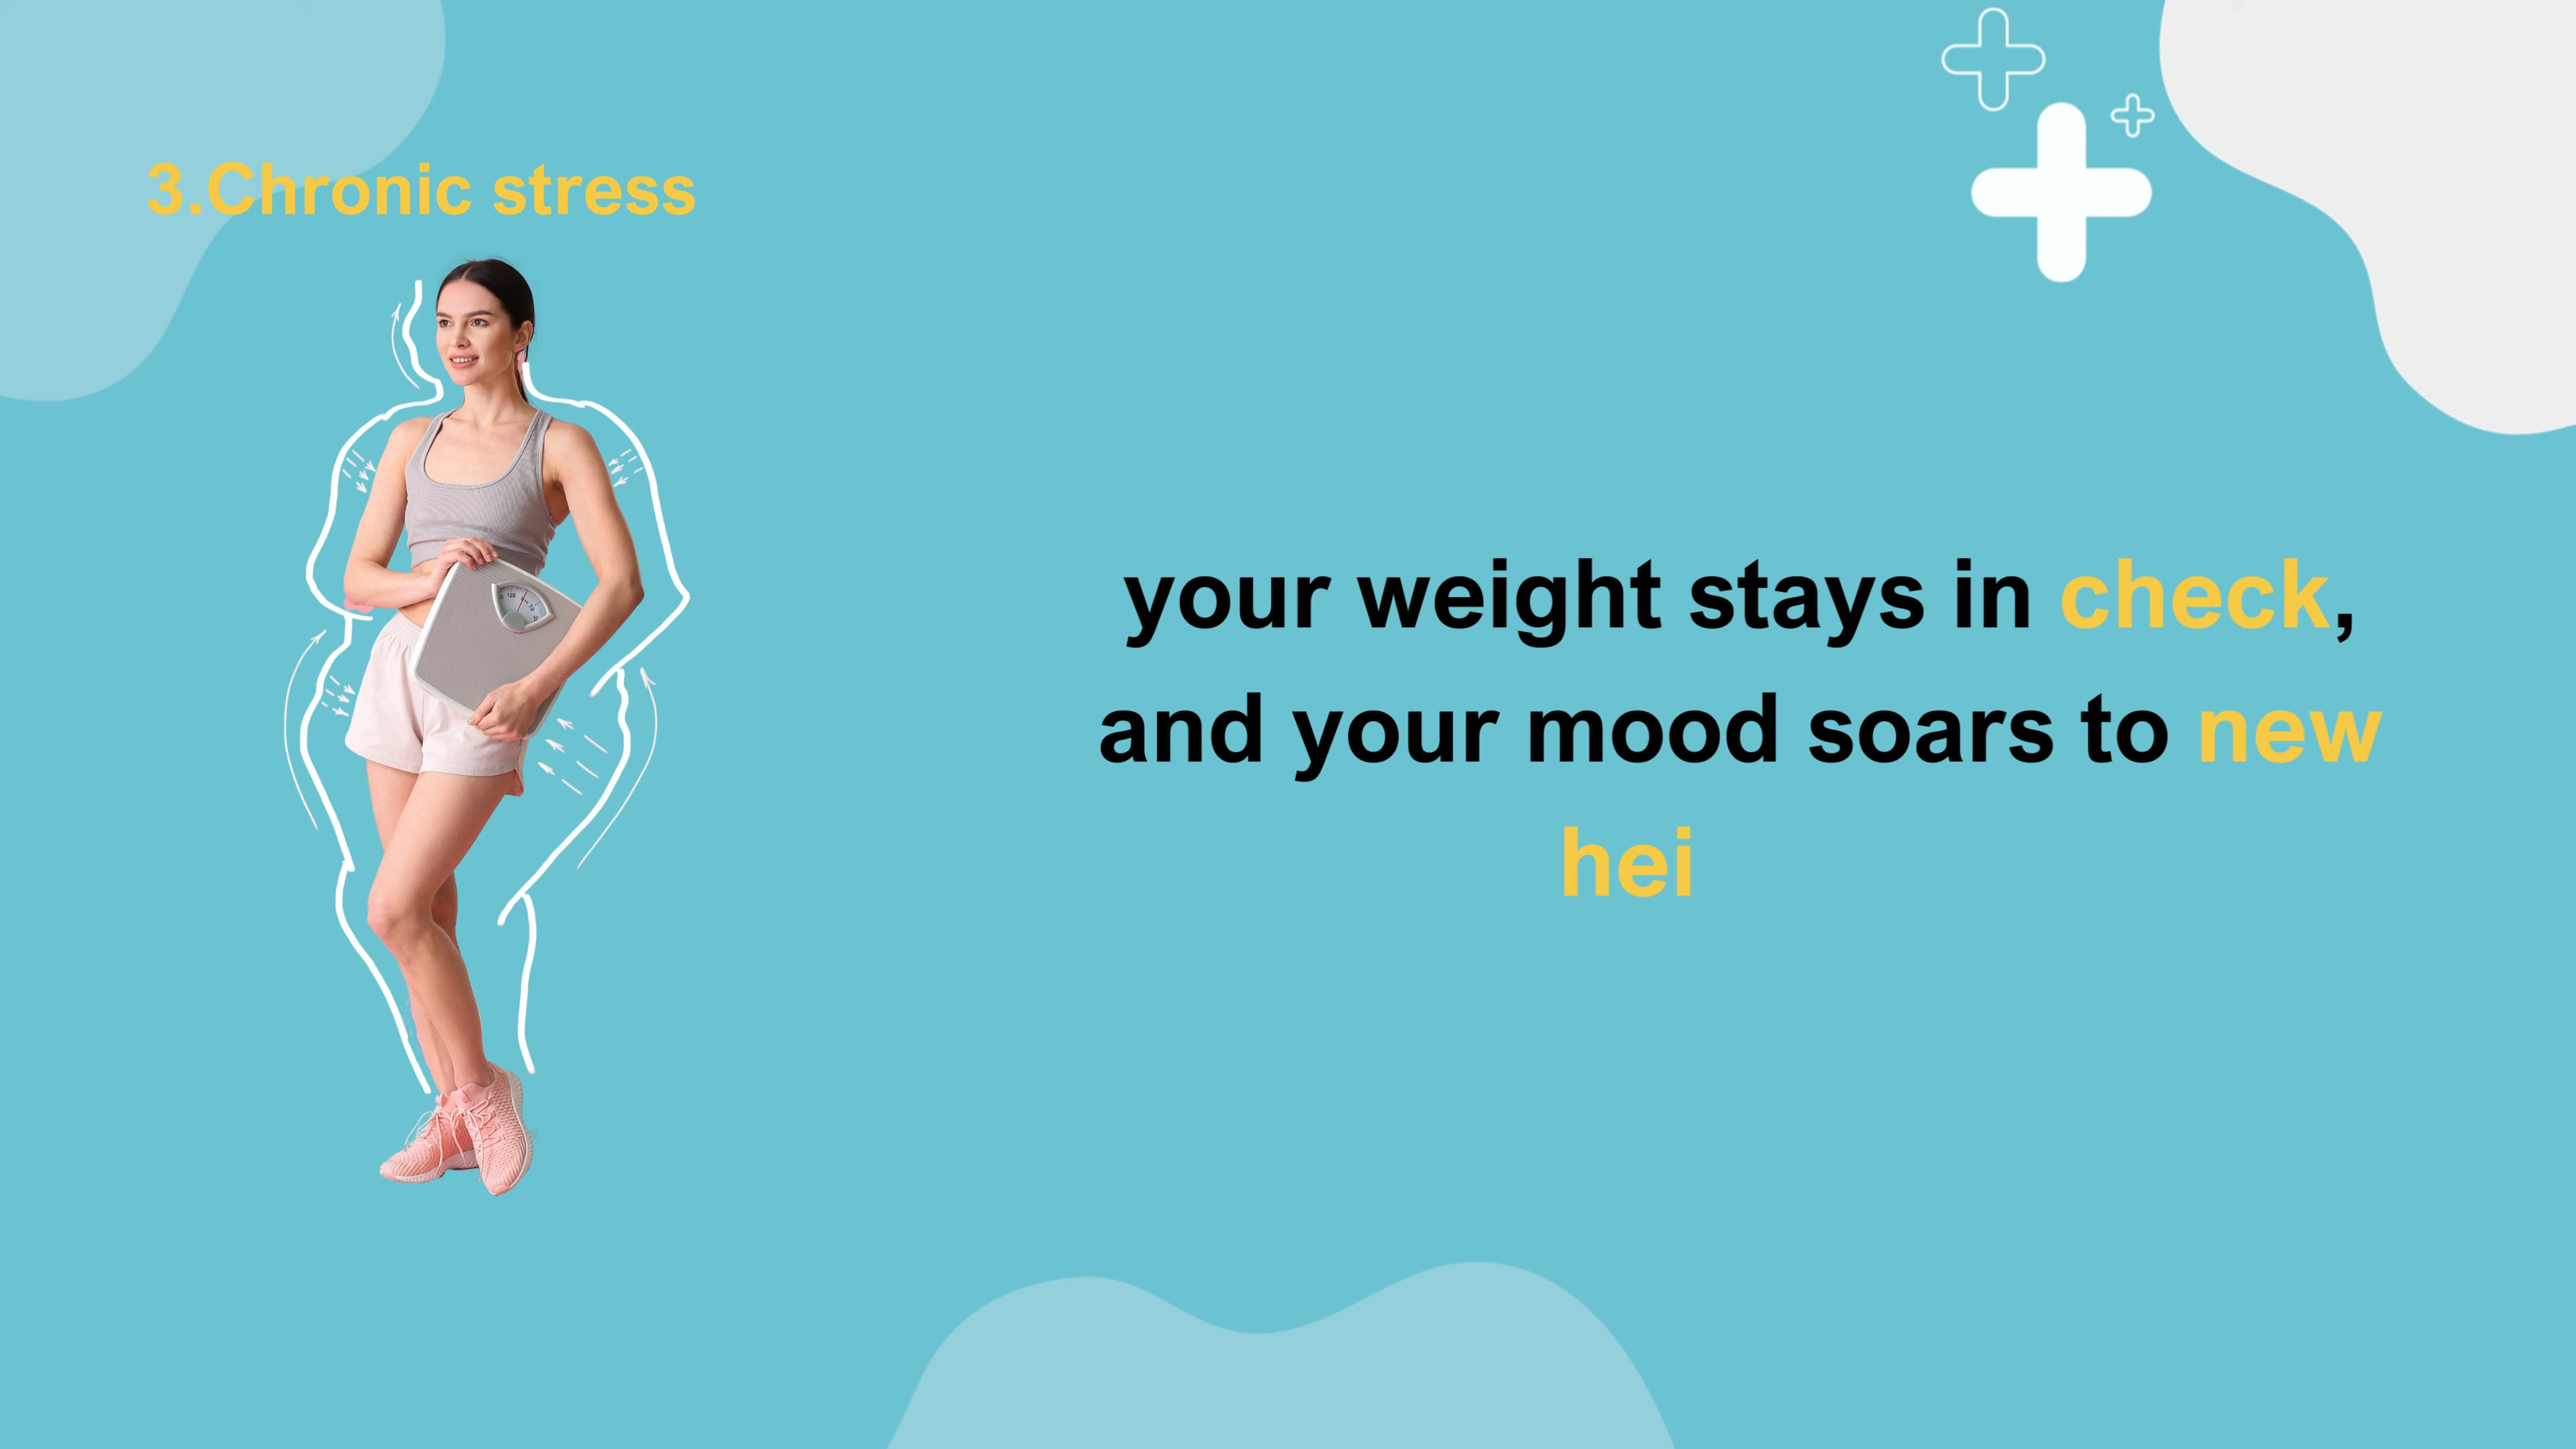 3.Chronic stress
your weight stays in check,
and your mood soars to new
hei